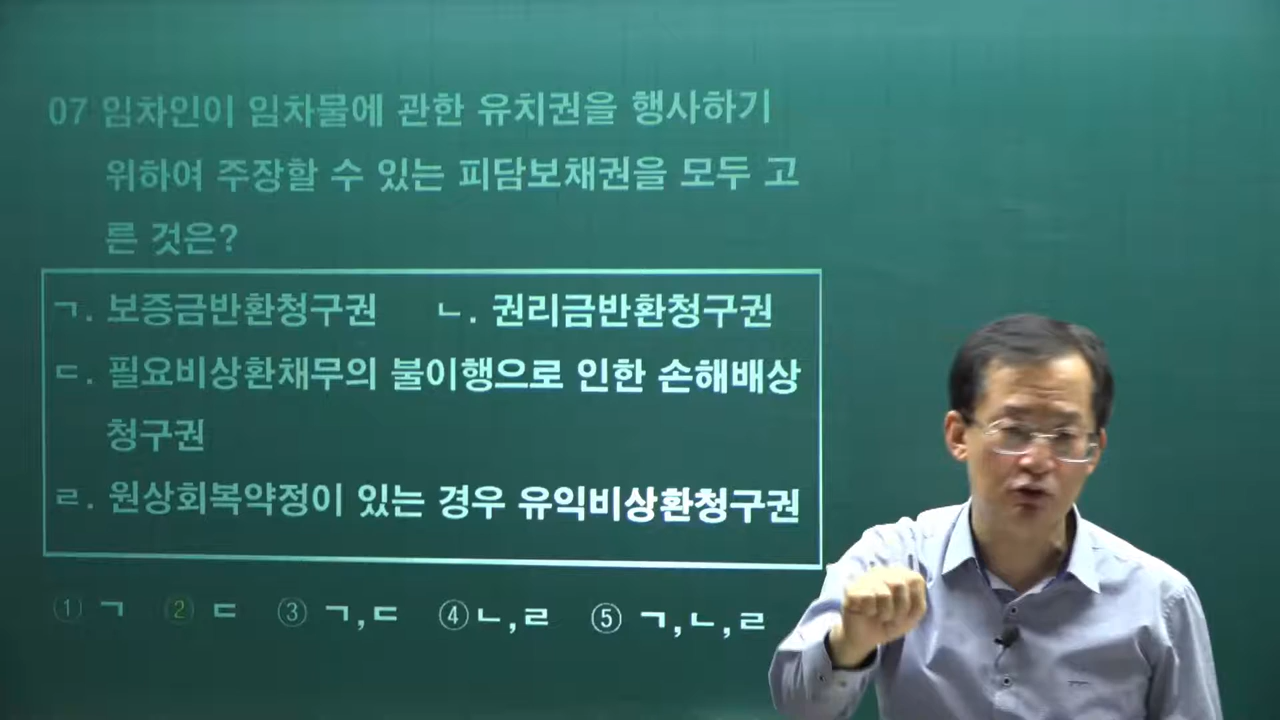 07 임차인이 임차물에 관한 유치권을 행사하기
위하여 주장할 수 있는 피담보채권을 모두 고
른 것은?
ㄱ. 보증금반환청구권 ㄴ. 권리금반환청구권
ㄷ. 필요비상환채무의 불이행으로 인한 손해배상
청구권
ㄹ. 원상회복약정이 있는 경우 유익비상환청구권
① ㄱ ② ㄷ ③ ㄱ,ㄷ ④ ㄴ,ㄹ ⑤ ㄱ,ㄴ,ㄹ